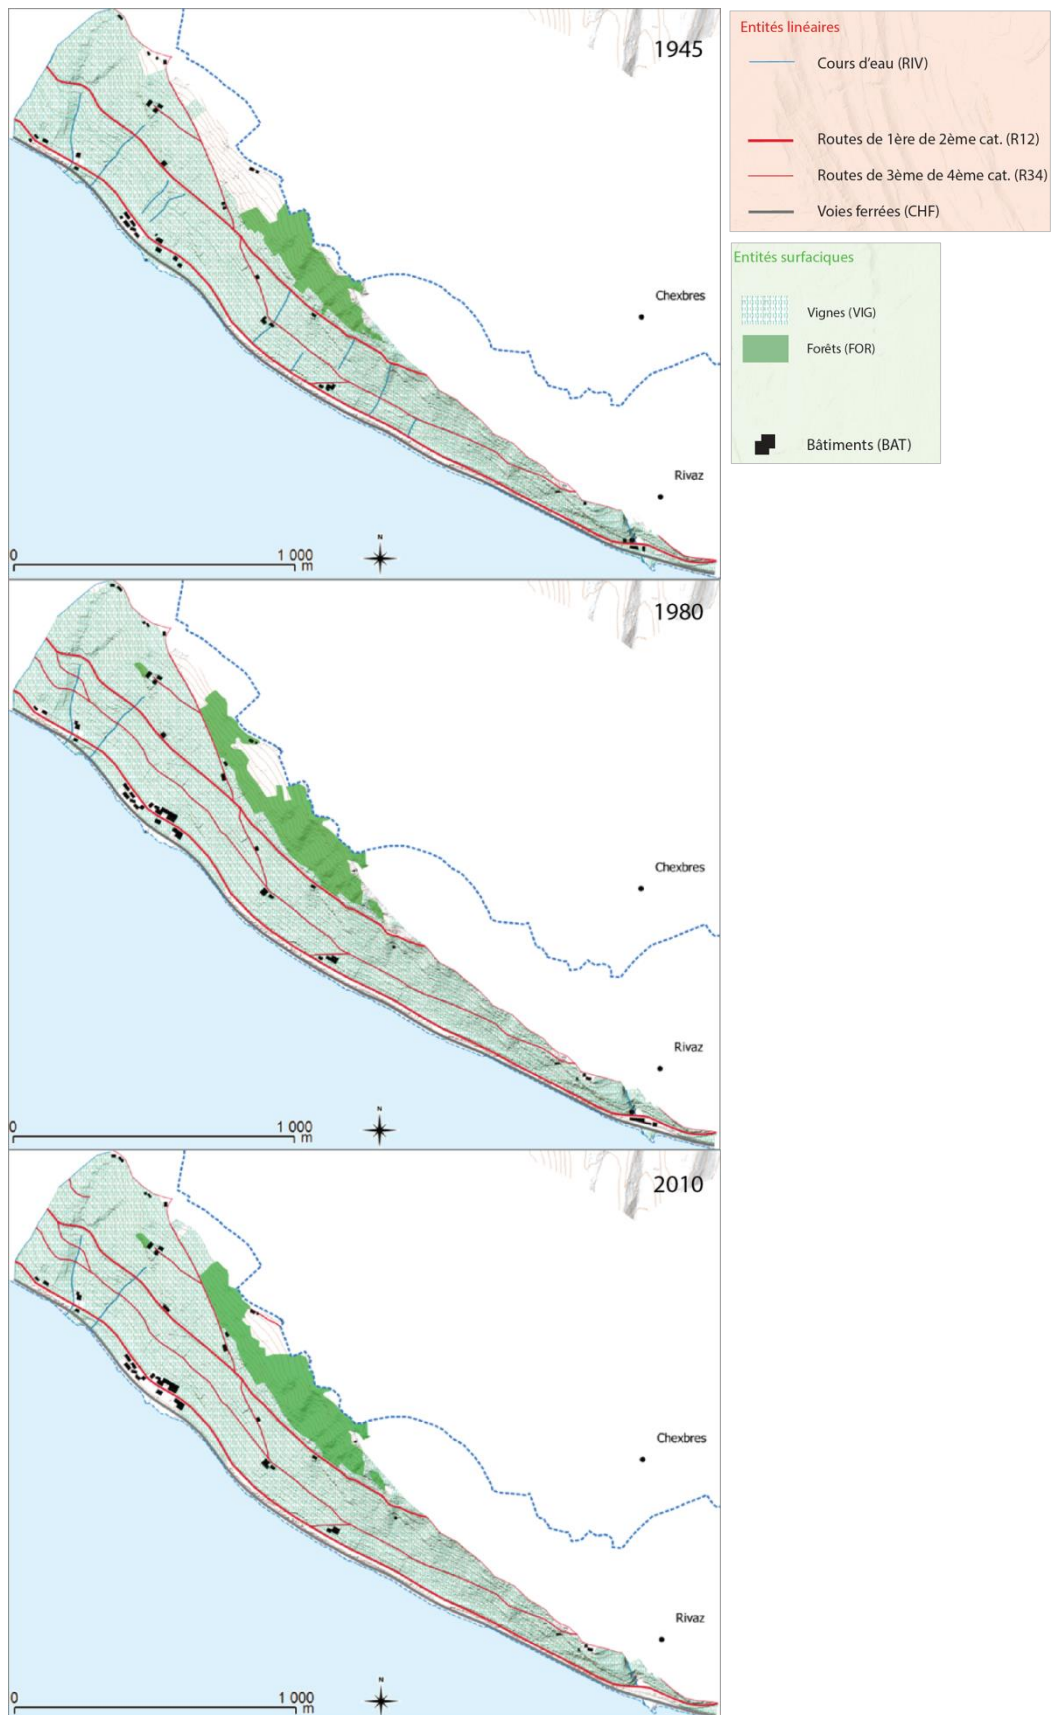 1945
Chexbres
Rivaz
0
1 000
m
N
1980
Chexbres
Rivaz
0
1 000
m
N
2010
Chexbres
Rivaz
0
1 000
m
N
Entités linéaires
Cours d'eau (RIV)
Routes de 1ère de 2ème cat. (R12)
Routes de 3ème de 4ème cat. (R34)
Voies ferrées (CHF)
Entités surfaciques
Vignes (VIG)
Forêts (FOR)
Bâtiments (BAT)